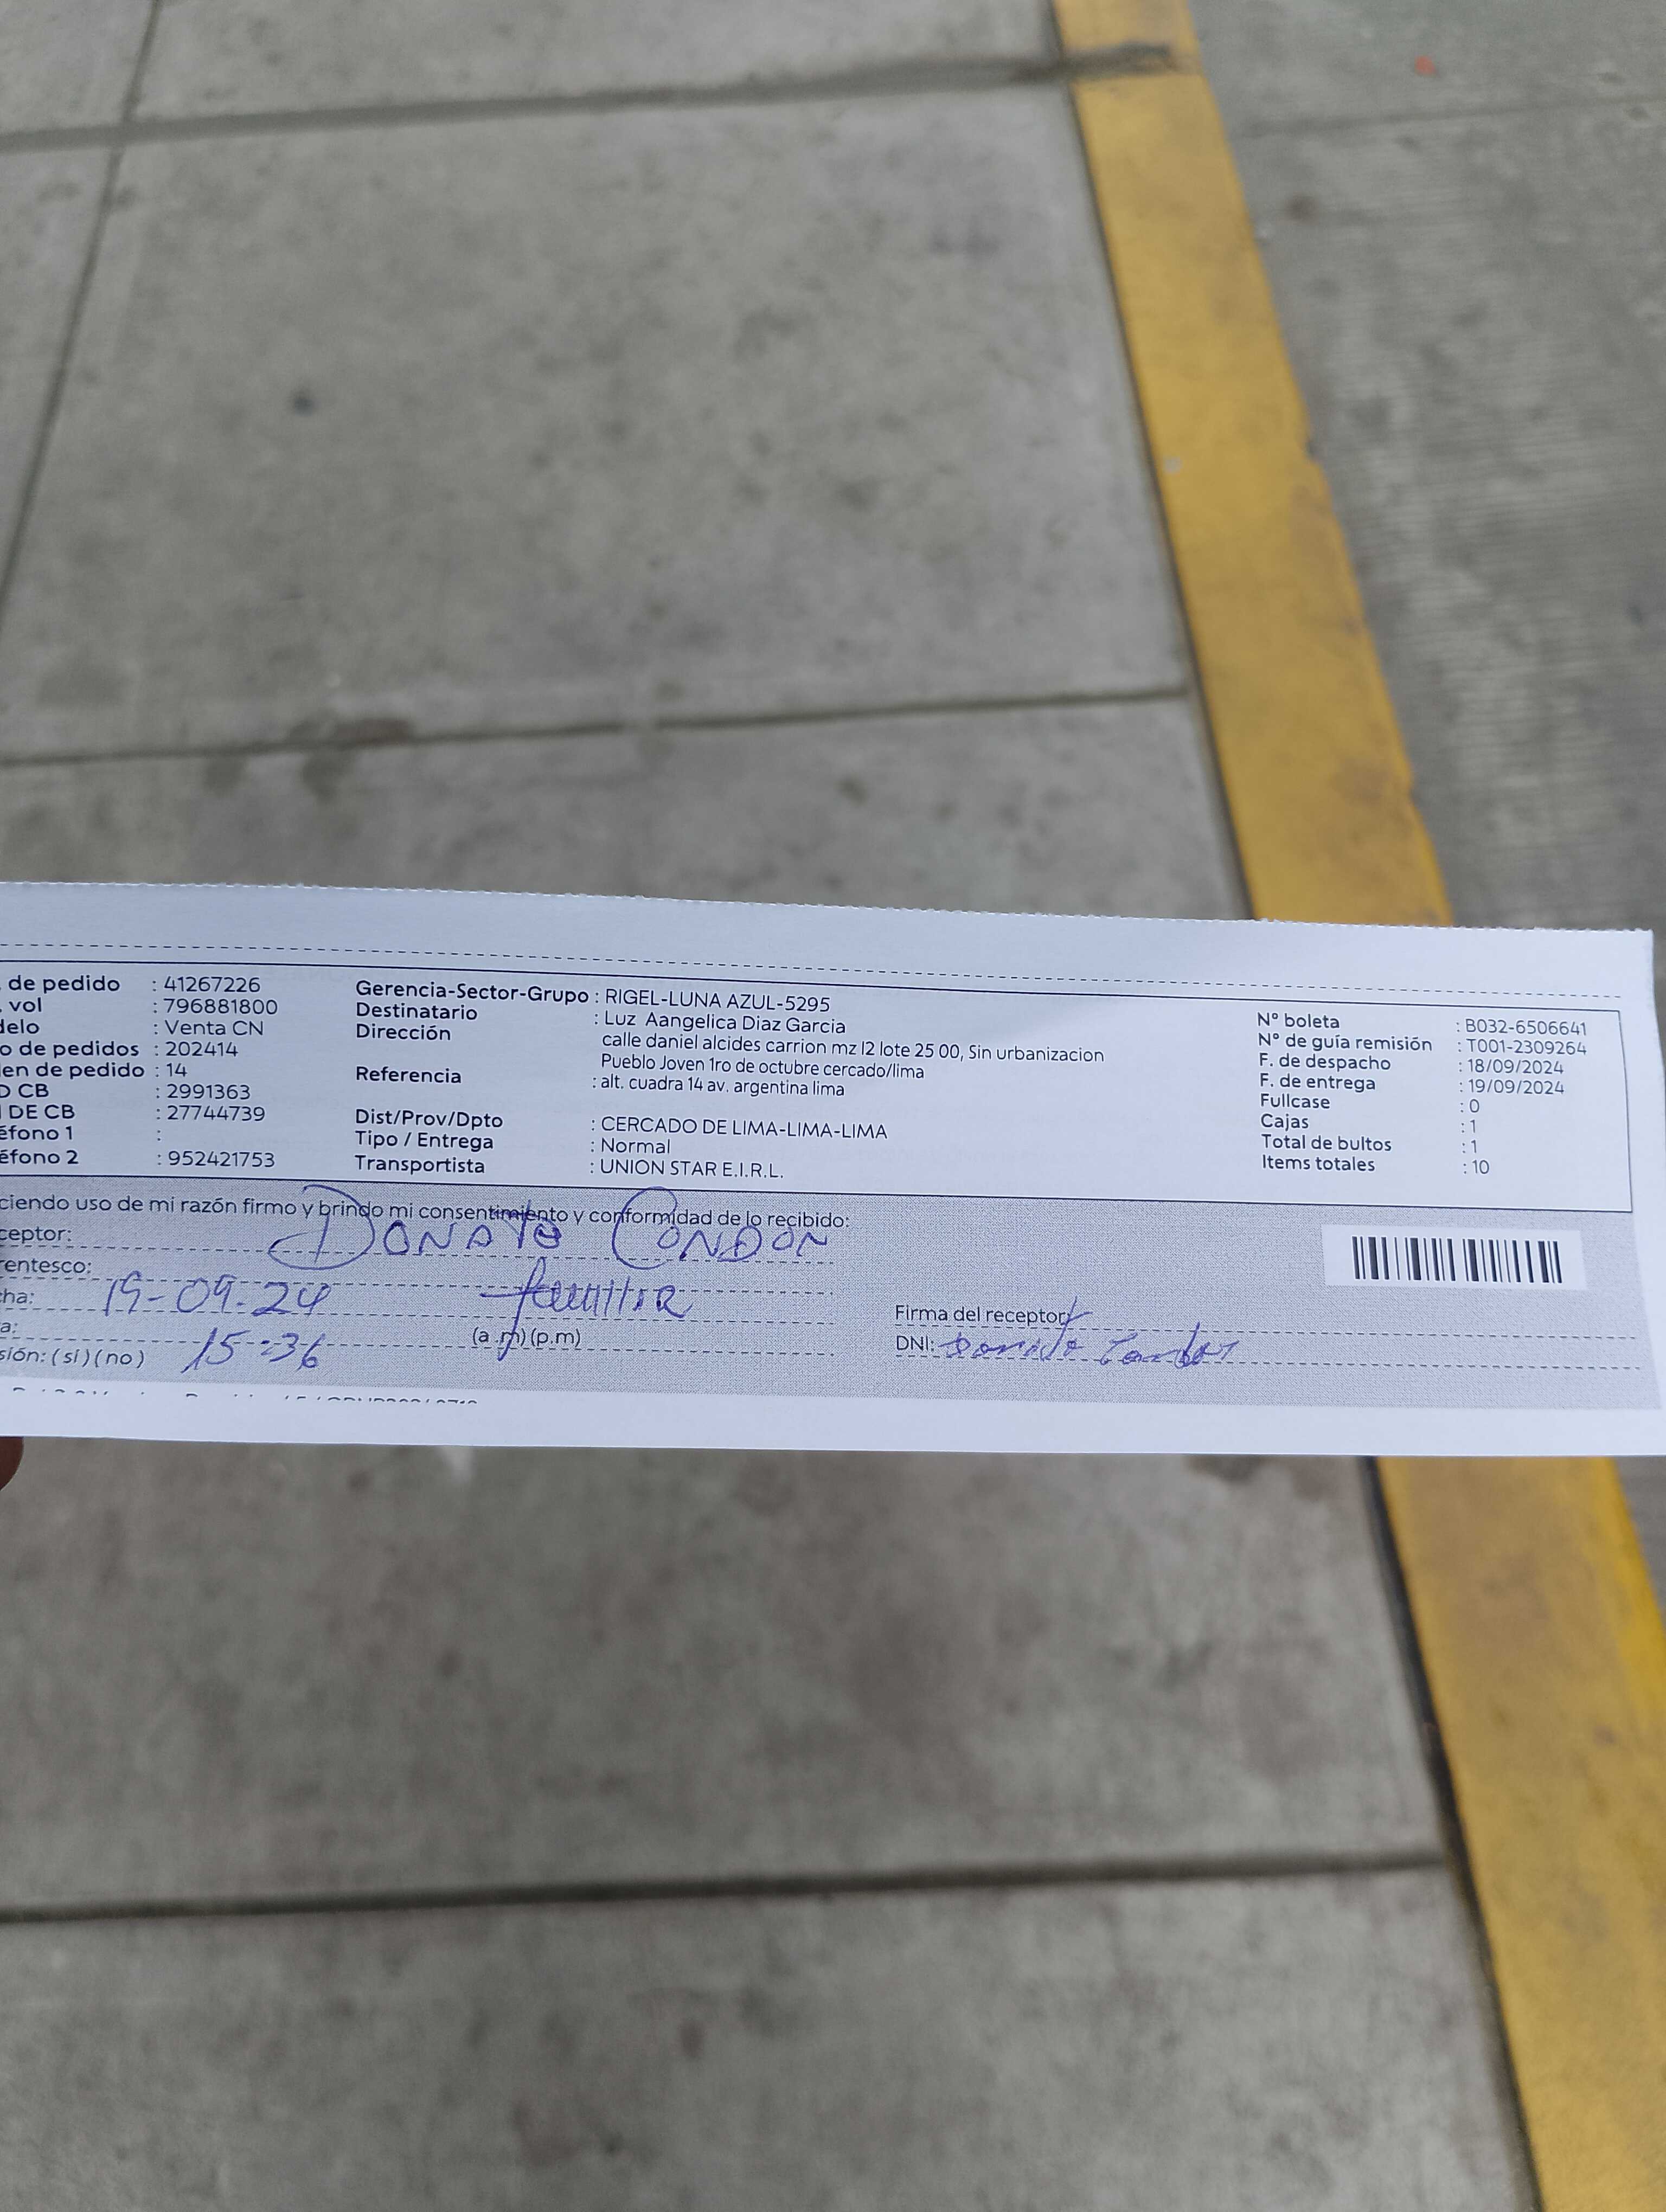 de pedido : 41267226
vol : 796881800
delo : Venta CN
o de pedidos : 202414
en de pedido : 14
CB : 2991363
DE CB : 27744739
éfono 1 :
éfono 2 : 952421753
Gerencia-Sector-Grupo : RIGEL-LUNA AZUL-5295
Destinatario : Luz Aangelica Diaz Garcia
Dirección calle daniel alcides carrion mz l2 lote 25 00, Sin urbanizacion
Pueblo Joven 1ro de octubre cercado/lima
Referencia : alt. cuadra 14 av. argentina lima
Dist/Prov/Dpto : CERCADO DE LIMA-LIMA-LIMA
Tipo / Entrega : Normal
Transportista : UNION STAR E.I.R.L.
N° boleta : B032-6506641
N° de guía remisión : T001-2309264
F. de despacho : 18/09/2024
F. de entrega : 19/09/2024
Fullcase : 0
Cajas : 1
Total de bultos : 1
Items totales : 10
ciendo uso de mi razón firmo y brindo mi consentimiento y conformidad de lo recibido:
ceptor: DONATO CONDON
rentesco:
ha: 19-09-24
a: 15:36 (a.m)(p.m)
sión: (si)(no)
Firma del receptor
DNI: